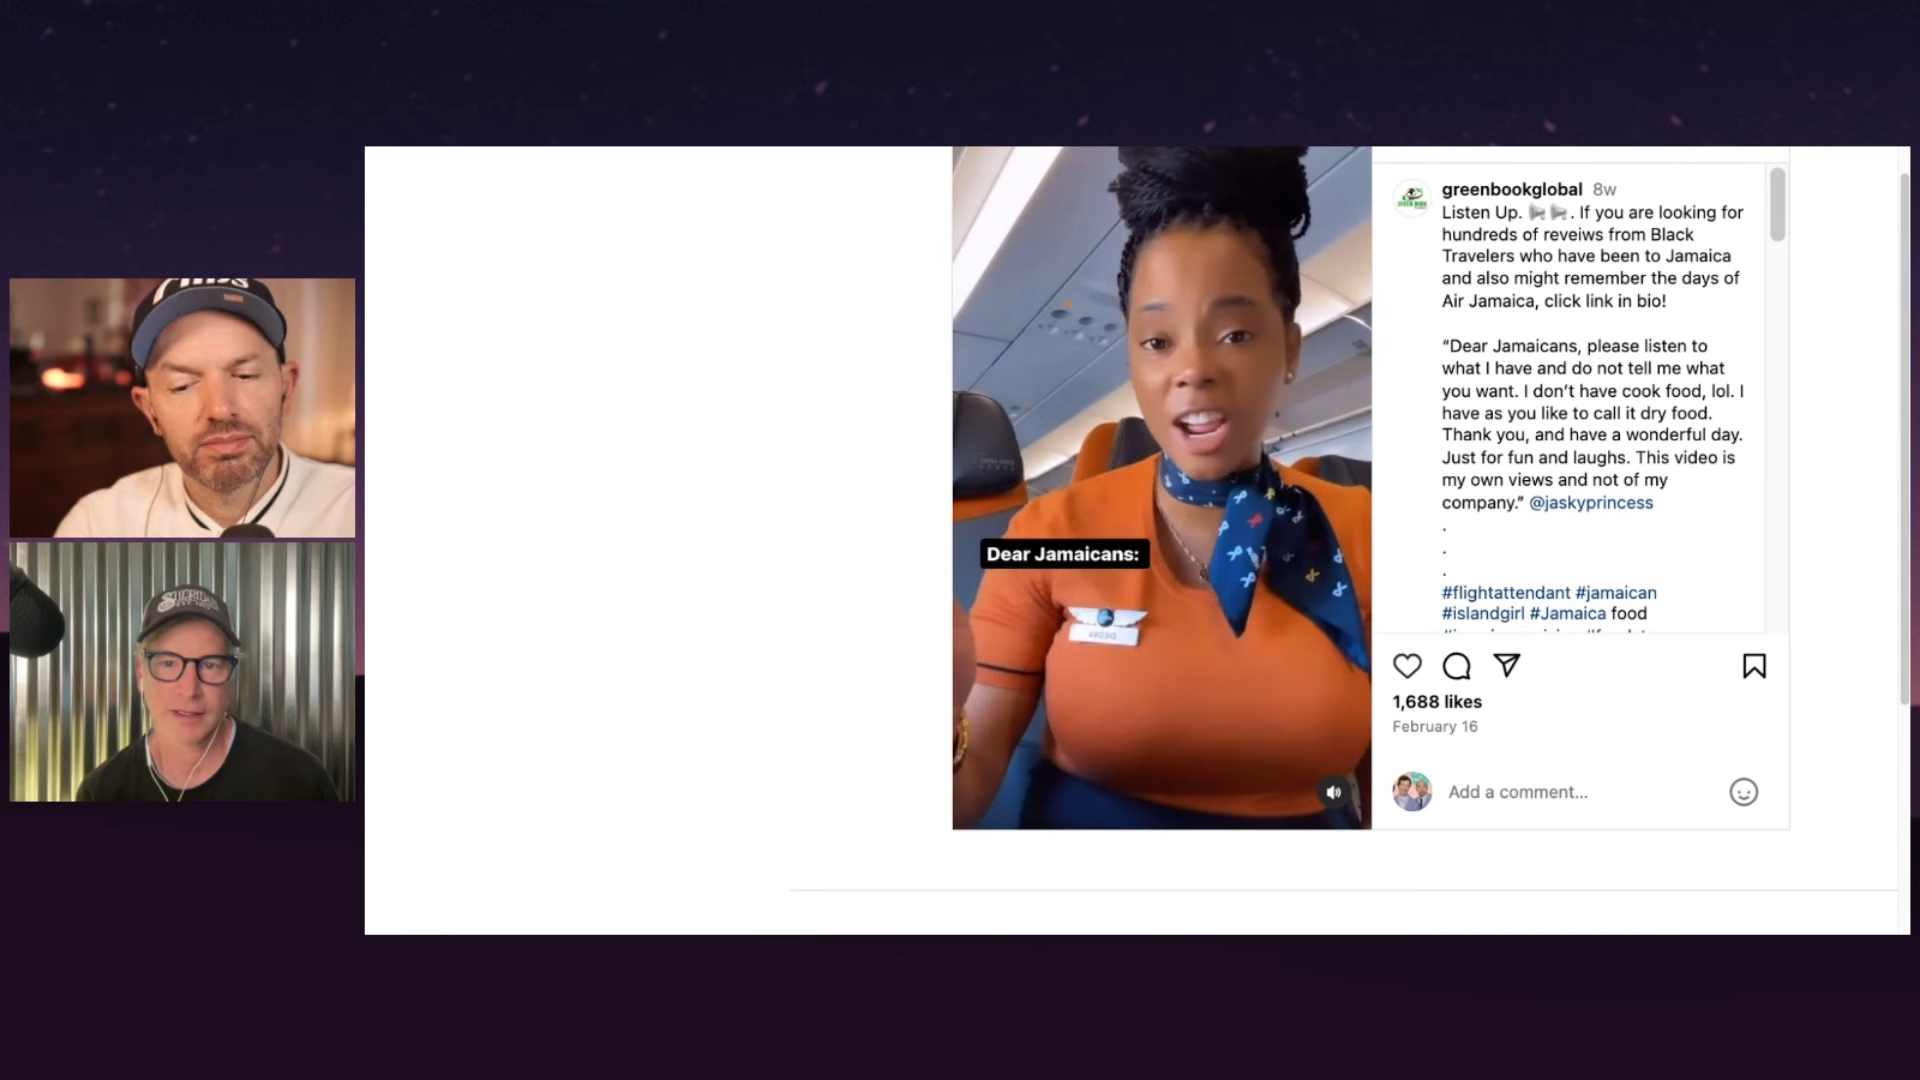 greenbookglobal 8w
Listen Up. 📢📢. If you are looking for
hundreds of reveiws from Black
Travelers who have been to Jamaica
and also might remember the days of
Air Jamaica, click link in bio!
“Dear Jamaicans, please listen to
what I have and do not tell me what
you want. I don’t have cook food, lol. I
have as you like to call it dry food.
Thank you, and have a wonderful day.
Just for fun and laughs. This video is
my own views and not of my
company.” @jaskyprincess
.
.
.
#flightattendant #jamaican
#islandgirl #Jamaica food
Dear Jamaicans:
1,688 likes
February 16
Add a comment...